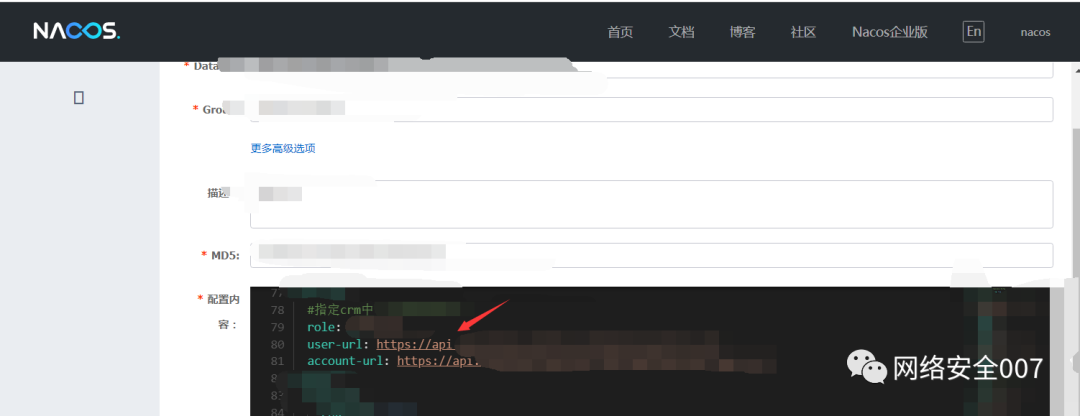 NACOS. 首页 文档 博客 社区 Nacos企业版 En nacos
* Data
* Gro
更多高级选项
描述
* MD5:
* 配置内容：
77
78 #指定crm中
79 role:
80 user-url: https://api
81 account-url: https://api.
83
84
网络安全007